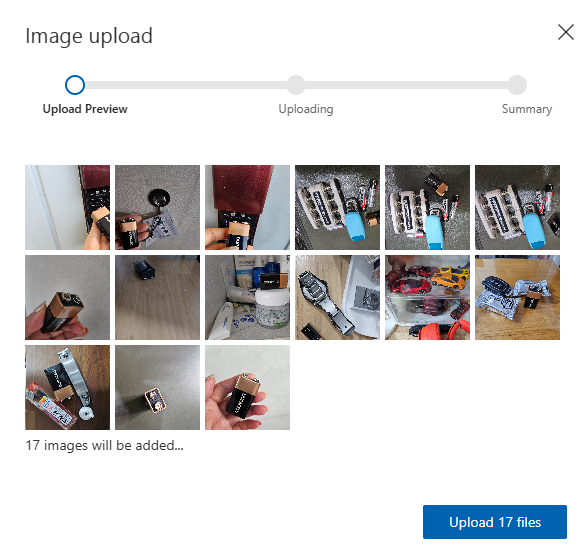 Image upload
Upload Preview
Uploading
Summary
17 images will be added...
Upload 17 files